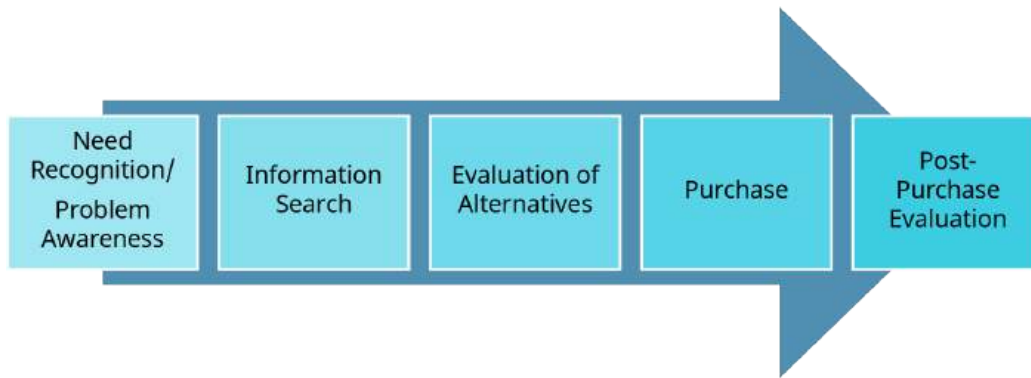 Need
Recognition/
Problem
Awareness
Information
Search
Evaluation of
Alternatives
Purchase
Post-
Purchase
Evaluation